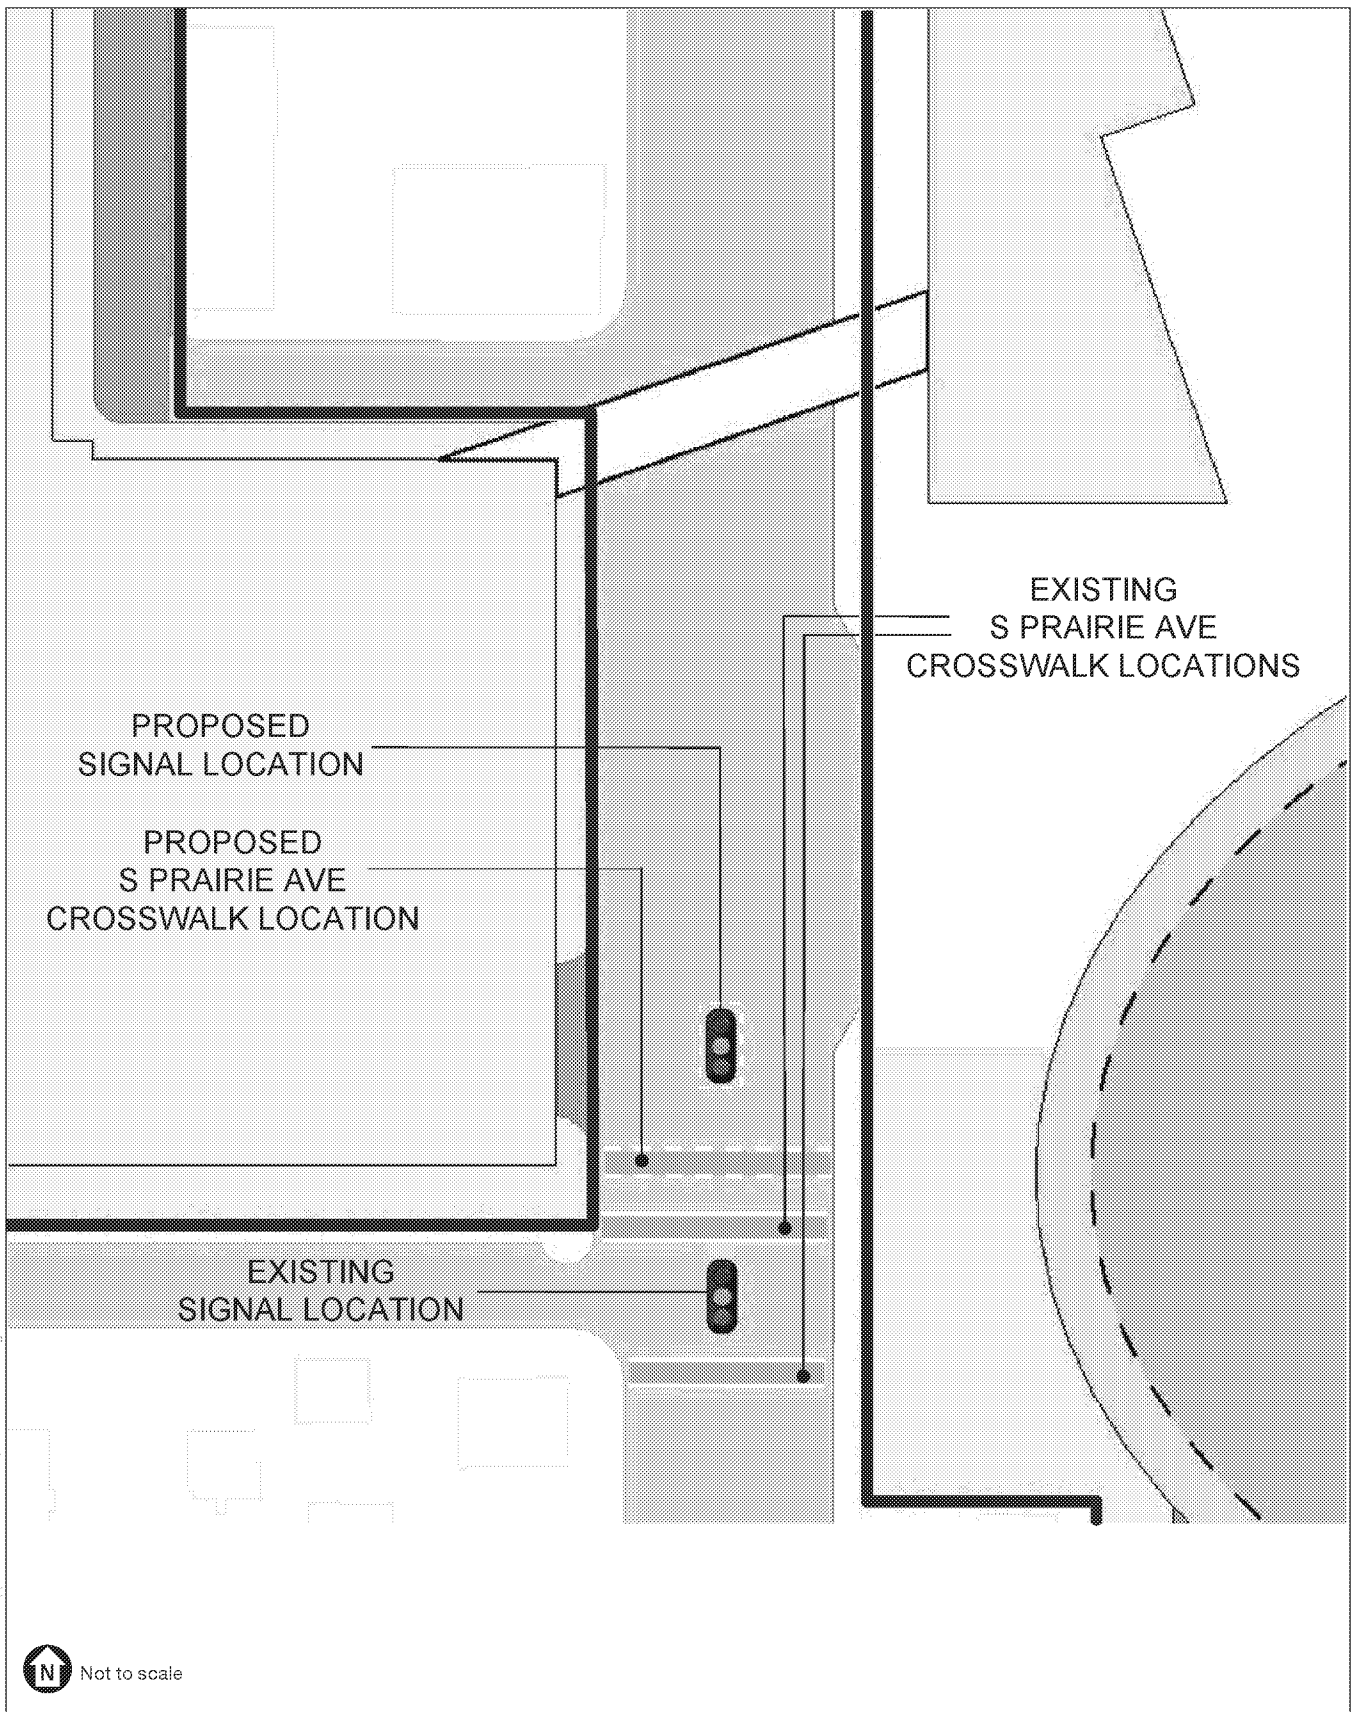 EXISTING
S PRAIRIE AVE
CROSSWALK LOCATIONS
PROPOSED
SIGNAL LOCATION
PROPOSED
S PRAIRIE AVE
CROSSWALK LOCATION
EXISTING
SIGNAL LOCATION
N Not to scale